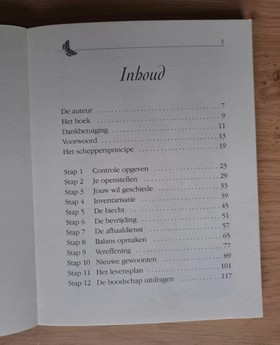 5
Inhoud
De auteur ........................ 7
Het boek ........................ 9
Dankbetuiging ........................ 11
Voorwoord ........................ 13
Het scheppersprincipe ........................ 19
Stap 1 Controle opgeven ........................ 23
Stap 2 Je openstellen ........................ 29
Stap 3 Jouw wil geschiede ........................ 33
Stap 4 Inventarisatie ........................ 39
Stap 5 De biecht ........................ 45
Stap 6 De bevrijding ........................ 51
Stap 7 De afhaaldienst ........................ 57
Stap 8 Balans opmaken ........................ 65
Stap 9 Vereffening ........................ 77
Stap 10 Nieuwe gewoonten ........................ 89
Stap 11 Het levensplan ........................ 101
Stap 12 De boodschap uitdragen ........................ 117